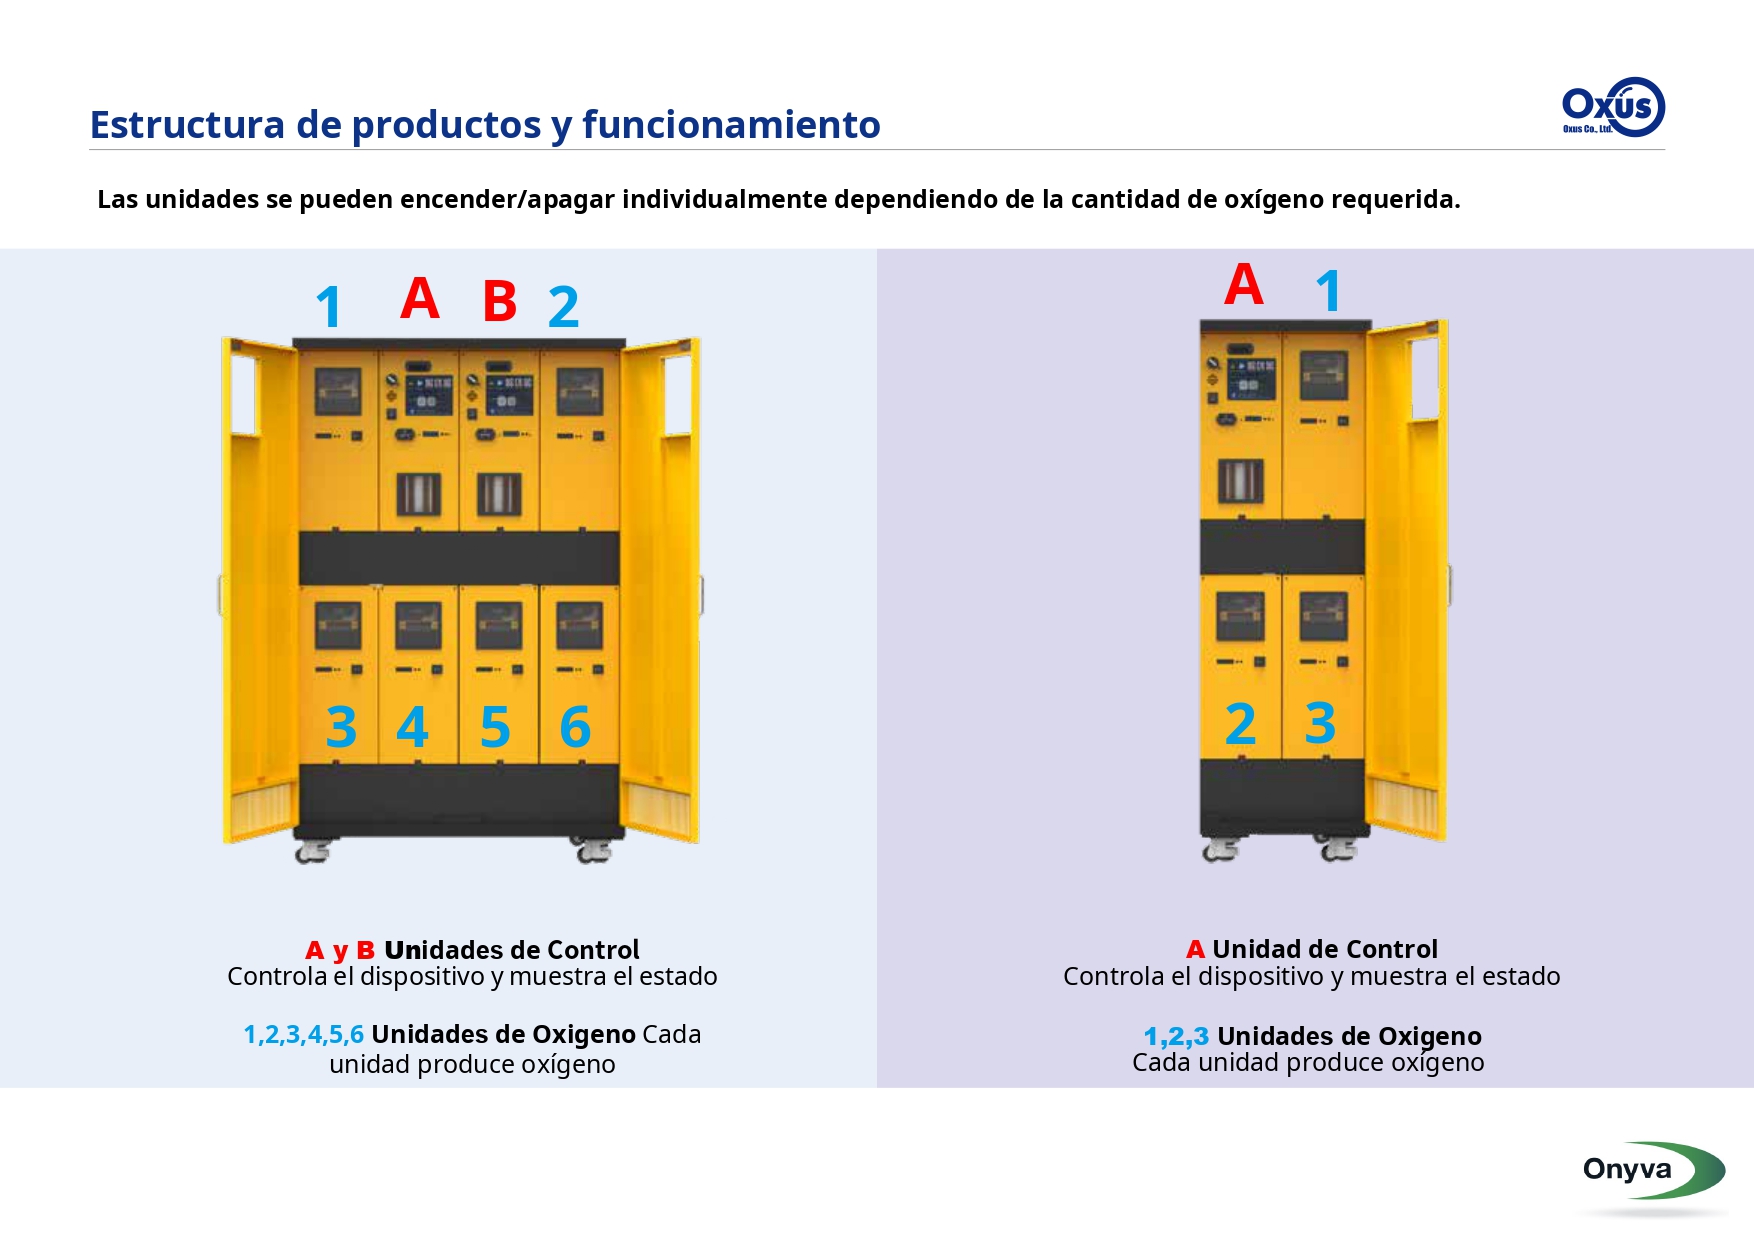 Estructura de productos y funcionamiento
Oxus
Oxus Co., Ltd.
Las unidades se pueden encender/apagar individualmente dependiendo de la cantidad de oxígeno requerida.
1 A B 2
3 4 5 6
A y B Unidades de Control
Controla el dispositivo y muestra el estado
1,2,3,4,5,6 Unidades de Oxigeno Cada
unidad produce oxígeno
A 1
2 3
A Unidad de Control
Controla el dispositivo y muestra el estado
1,2,3 Unidades de Oxigeno
Cada unidad produce oxígeno
Onyva